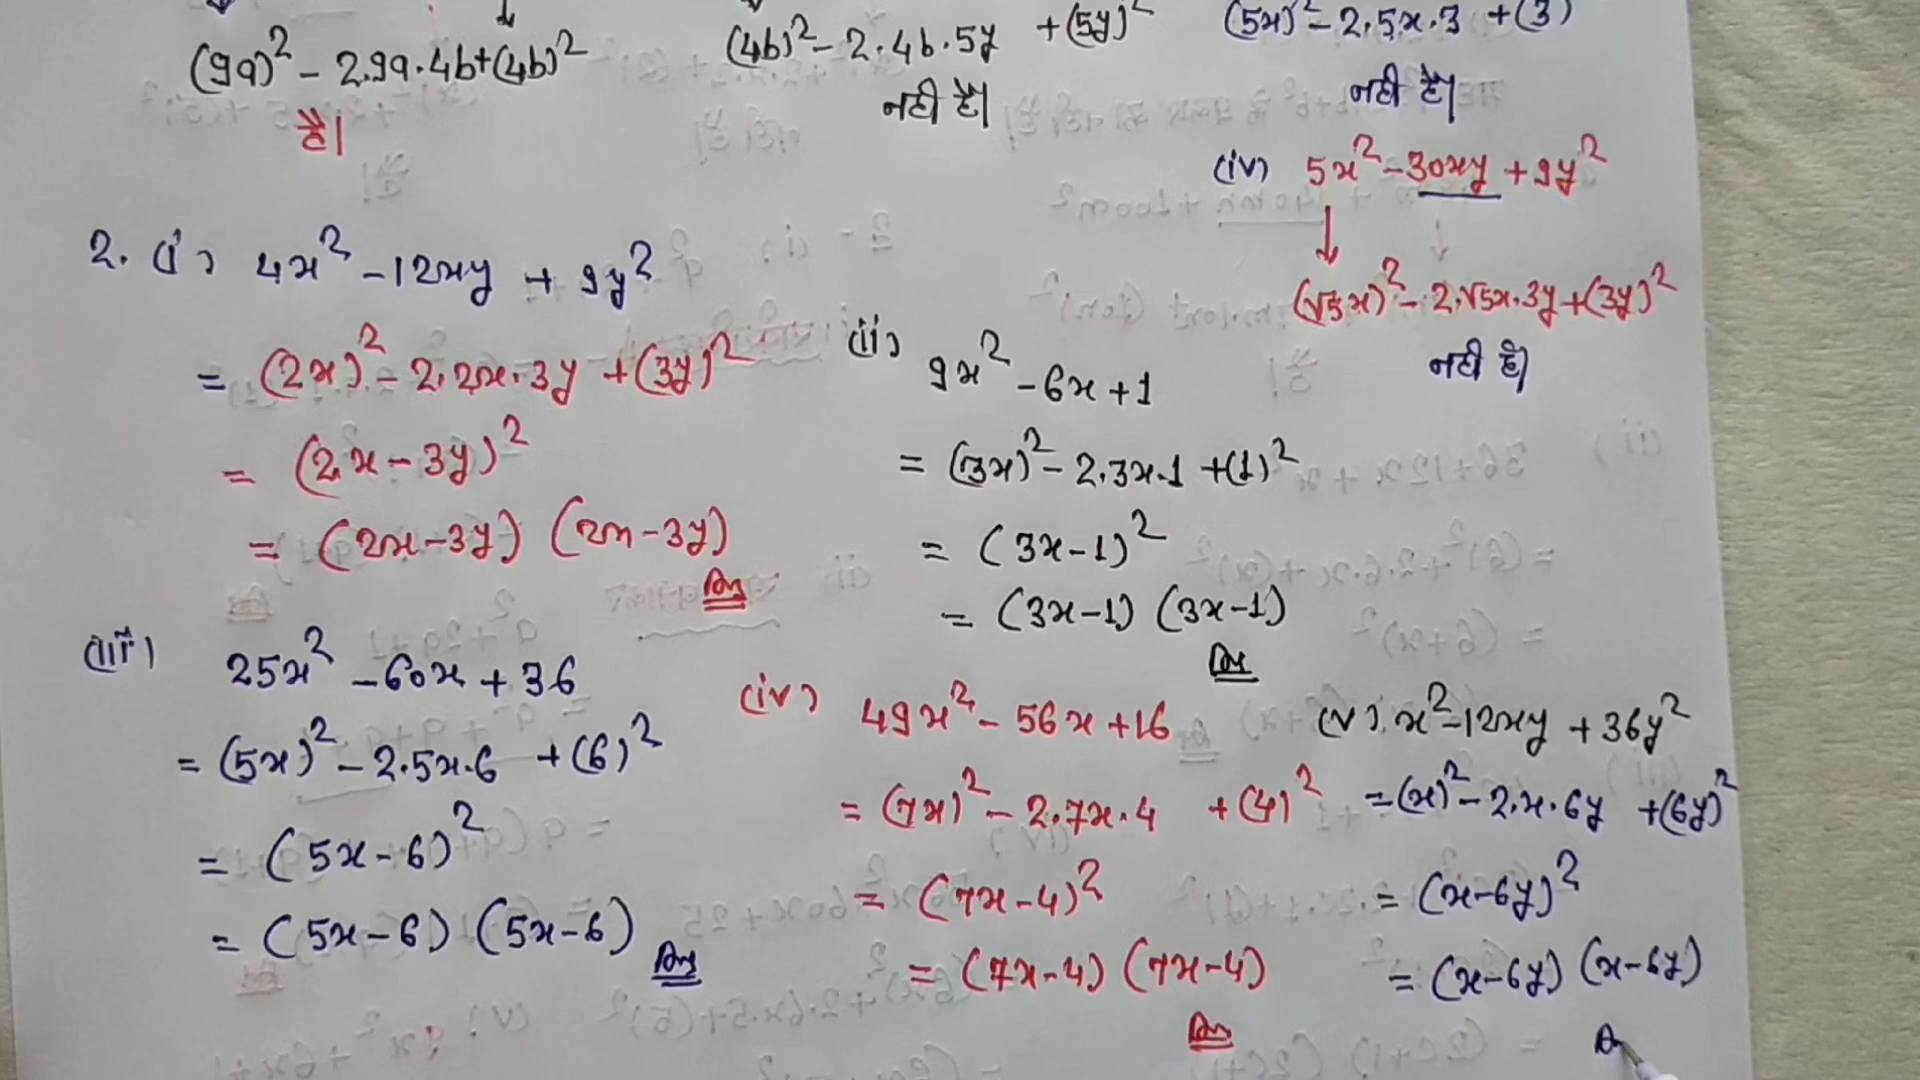 (9a)² - 2.9a.4b+(4b)²
है।
(4b)² - 2.4b.5y + (5y)²
नही है।
(5x)² - 2.5x.3 + (3)
नही है।
(iv) 5x² - 30xy + 9y²
(√5x)² - 2.√5x.3y+(3y)²
नही है।
2. (i) 4x² - 12xy + 9y²
= (2x)² - 2.2x.3y + (3y)²
= (2x - 3y)²
= (2x-3y) (2x-3y)
Ans
(ii) 9x² - 6x + 1
= (3x)² - 2.3x.1 + (1)²
= (3x-1)²
= (3x-1) (3x-1)
Ans
(iii) 25x² - 60x + 36
= (5x)² - 2.5x.6 + (6)²
= (5x-6)²
= (5x-6) (5x-6)
Ans
(iv) 49x² - 56x + 16
= (7x)² - 2.7x.4 + (4)²
= (7x-4)²
= (7x-4) (7x-4)
Ans
(v) x² - 12xy + 36y²
= (x)² - 2.x.6y + (6y)²
= (x-6y)²
= (x-6y) (x-6y)